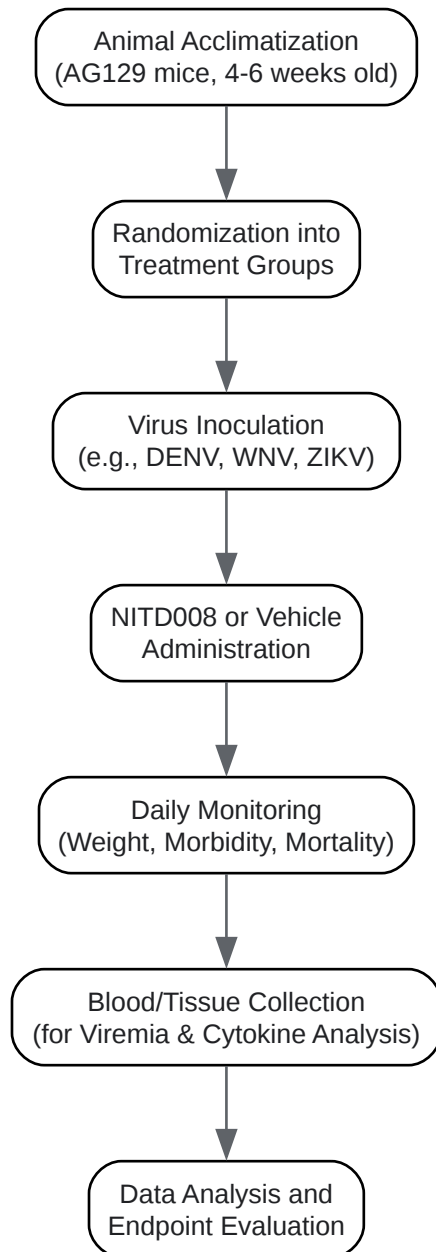 Animal Acclimatization
(AG129 mice, 4-6 weeks old)
Randomization into
Treatment Groups
Virus Inoculation
(e.g., DENV, WNV, ZIKV)
NITD008 or Vehicle
Administration
Daily Monitoring
(Weight, Morbidity, Mortality)
Blood/Tissue Collection
(for Viremia & Cytokine Analysis)
Data Analysis and
Endpoint Evaluation